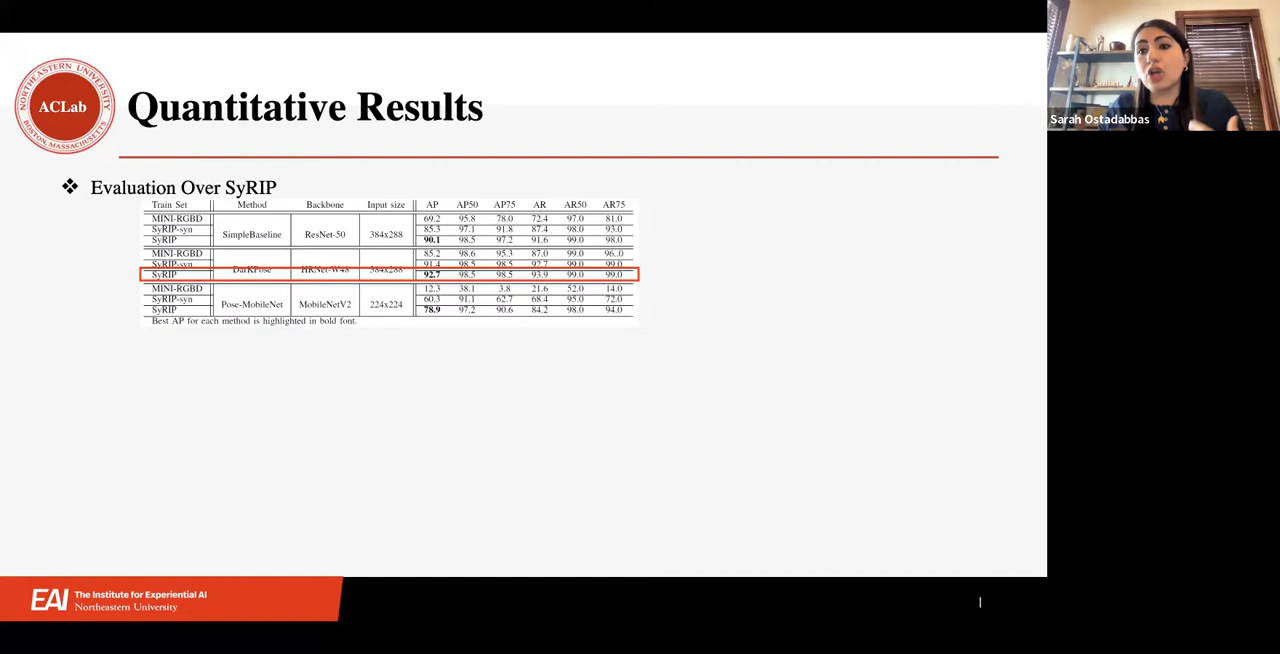 NORTHEASTERN UNIVERSITY
ACLab
BOSTON, MASSACHUSETTS
Quantitative Results
Sarah Ostadabbas
❖ Evaluation Over SyRIP
Train Set Method Backbone Input size AP AP50 AP75 AR AR50 AR75
MINI-RGBD 69.2 95.8 78.0 72.4 97.0 81.0
SyRIP-syn SimpleBaseline ResNet-50 384x288 85.3 97.1 91.8 87.4 98.0 93.0
SyRIP 90.1 98.5 97.2 91.6 99.0 98.0
MINI-RGBD 85.2 98.6 95.3 87.0 99.0 96..0
SyRIP-syn DarkPose HRNet-W48 384x288 91.4 98.5 98.5 92.7 99.0 99.0
SyRIP 92.7 98.5 98.5 93.9 99.0 99.0
MINI-RGBD 12.3 38.1 3.8 21.6 52.0 14.0
SyRIP-syn Pose-MobileNet MobileNetV2 224x224 60.3 91.1 62.7 68.4 95.0 72.0
SyRIP 78.9 97.2 90.6 84.2 98.0 94.0
Best AP for each method is highlighted in bold font.
EAI The Institute for Experiential AI
Northeastern University